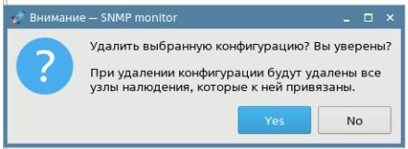 Внимание — SNMP monitor
Удалить выбранную конфигурацию? Вы уверены?
При удалении конфигурации будут удалены все
узлы налюдения, которые к ней привязаны.
Yes No